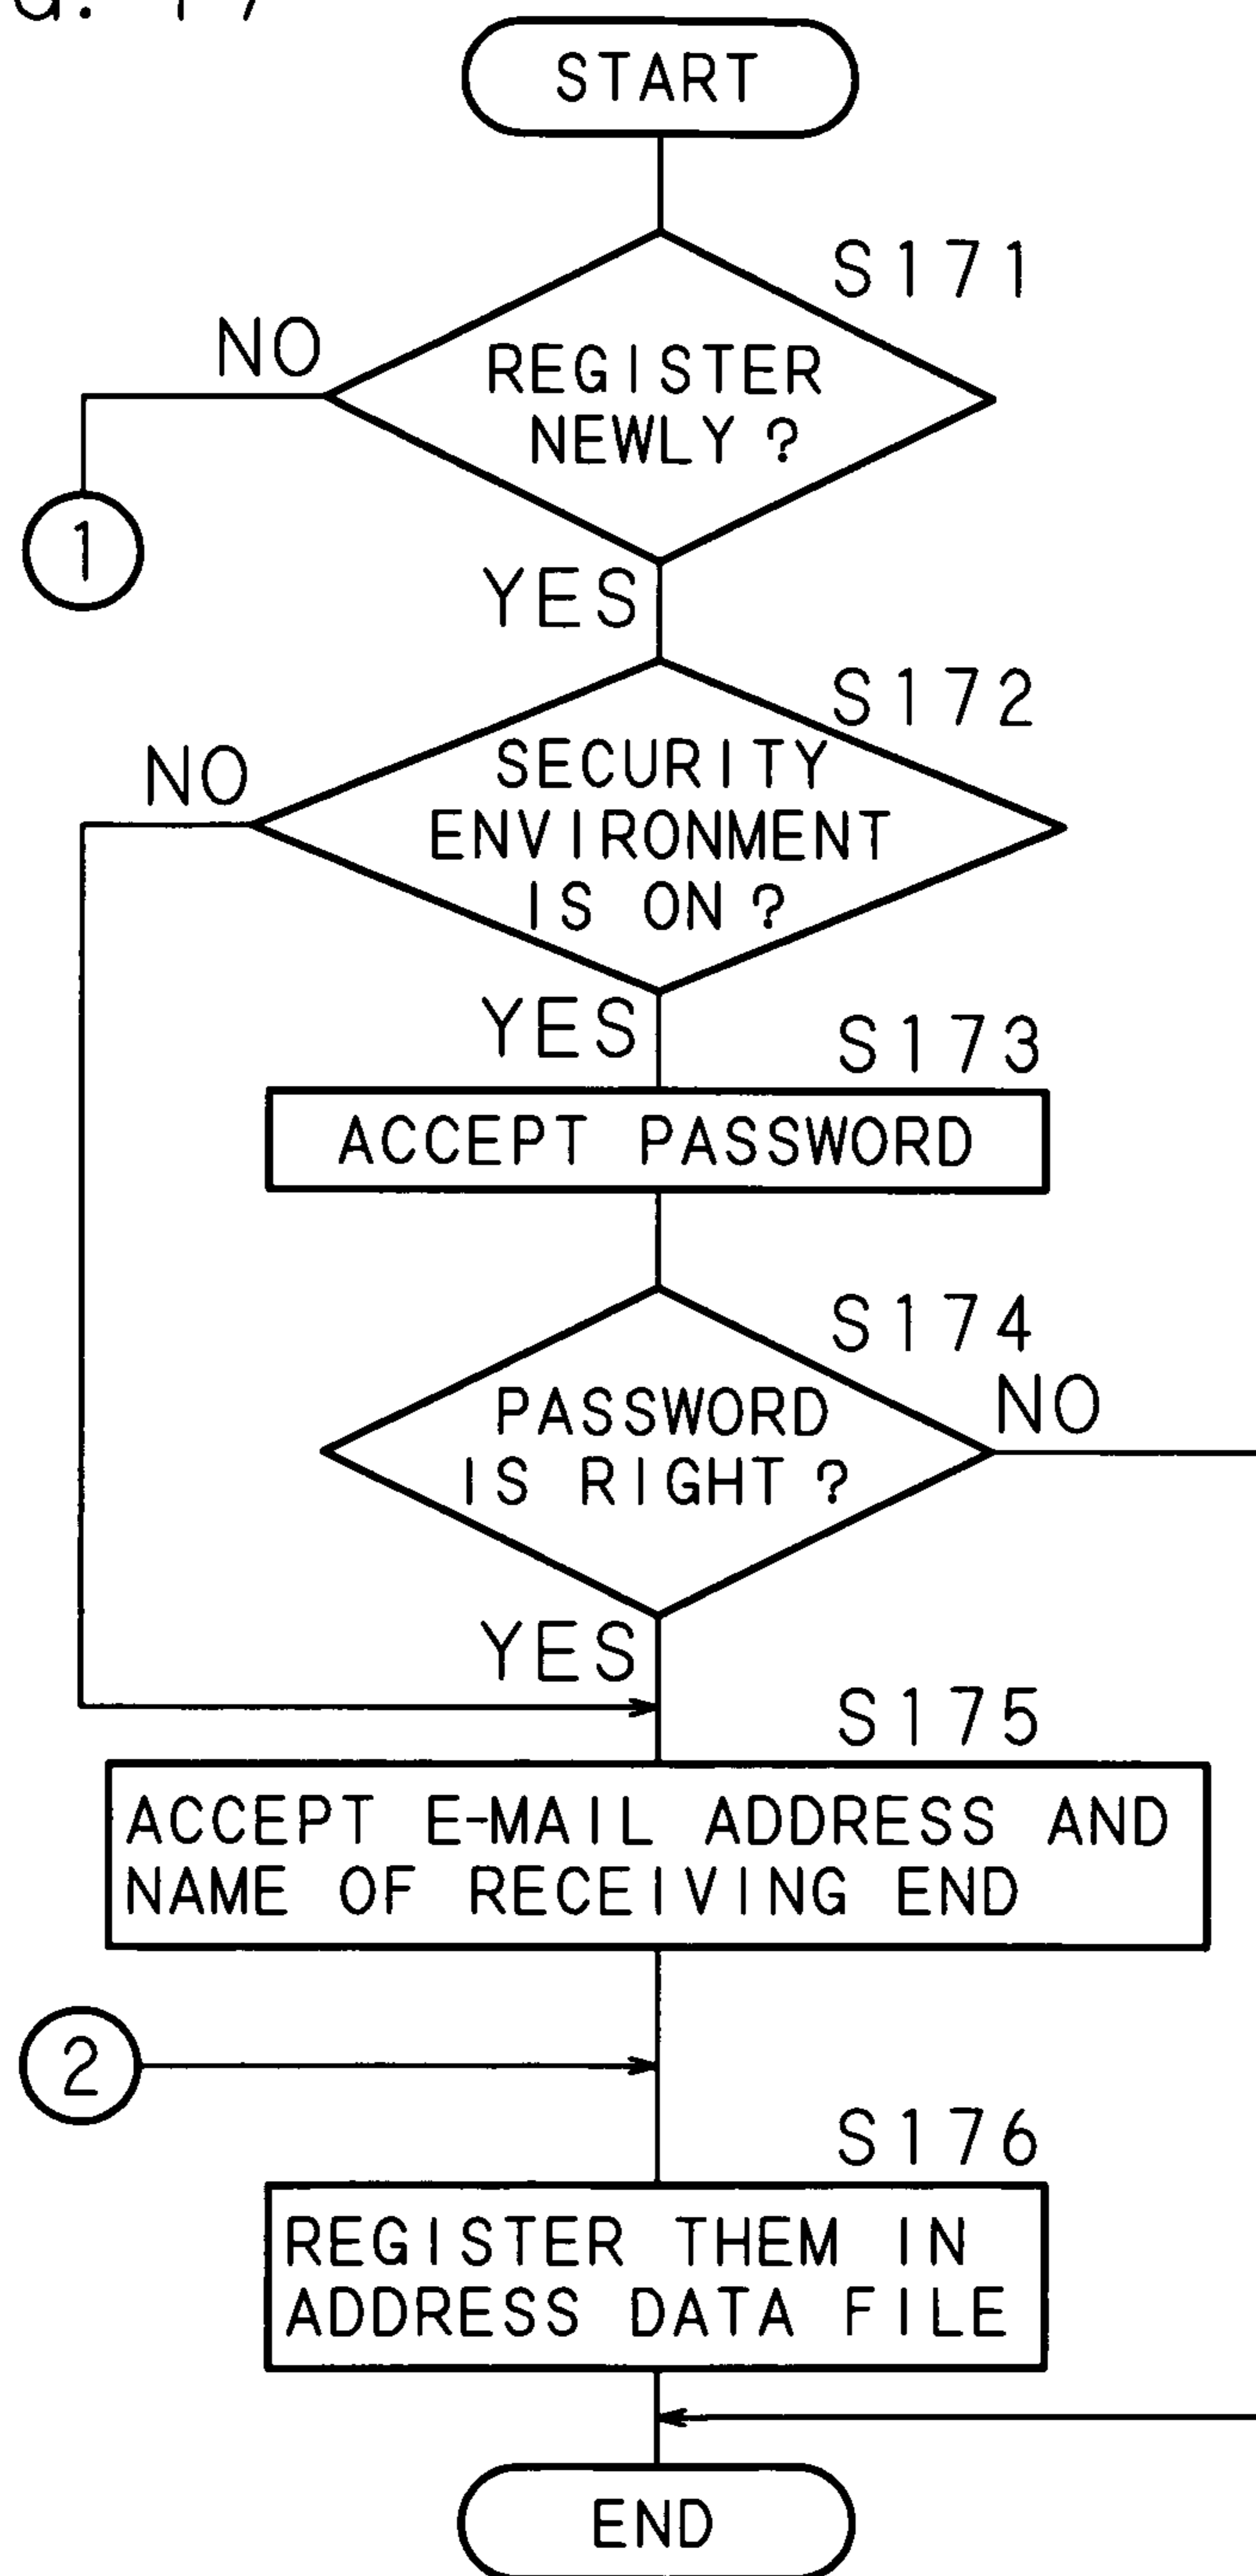 START
S171
NO
REGISTER
NEWLY?
1
YES
S172
NO
SECURITY
ENVIRONMENT
IS ON?
YES
S173
ACCEPT PASSWORD
S174
PASSWORD
IS RIGHT?
NO
YES
S175
ACCEPT E-MAIL ADDRESS AND
NAME OF RECEIVING END
2
S176
REGISTER THEM IN
ADDRESS DATA FILE
END